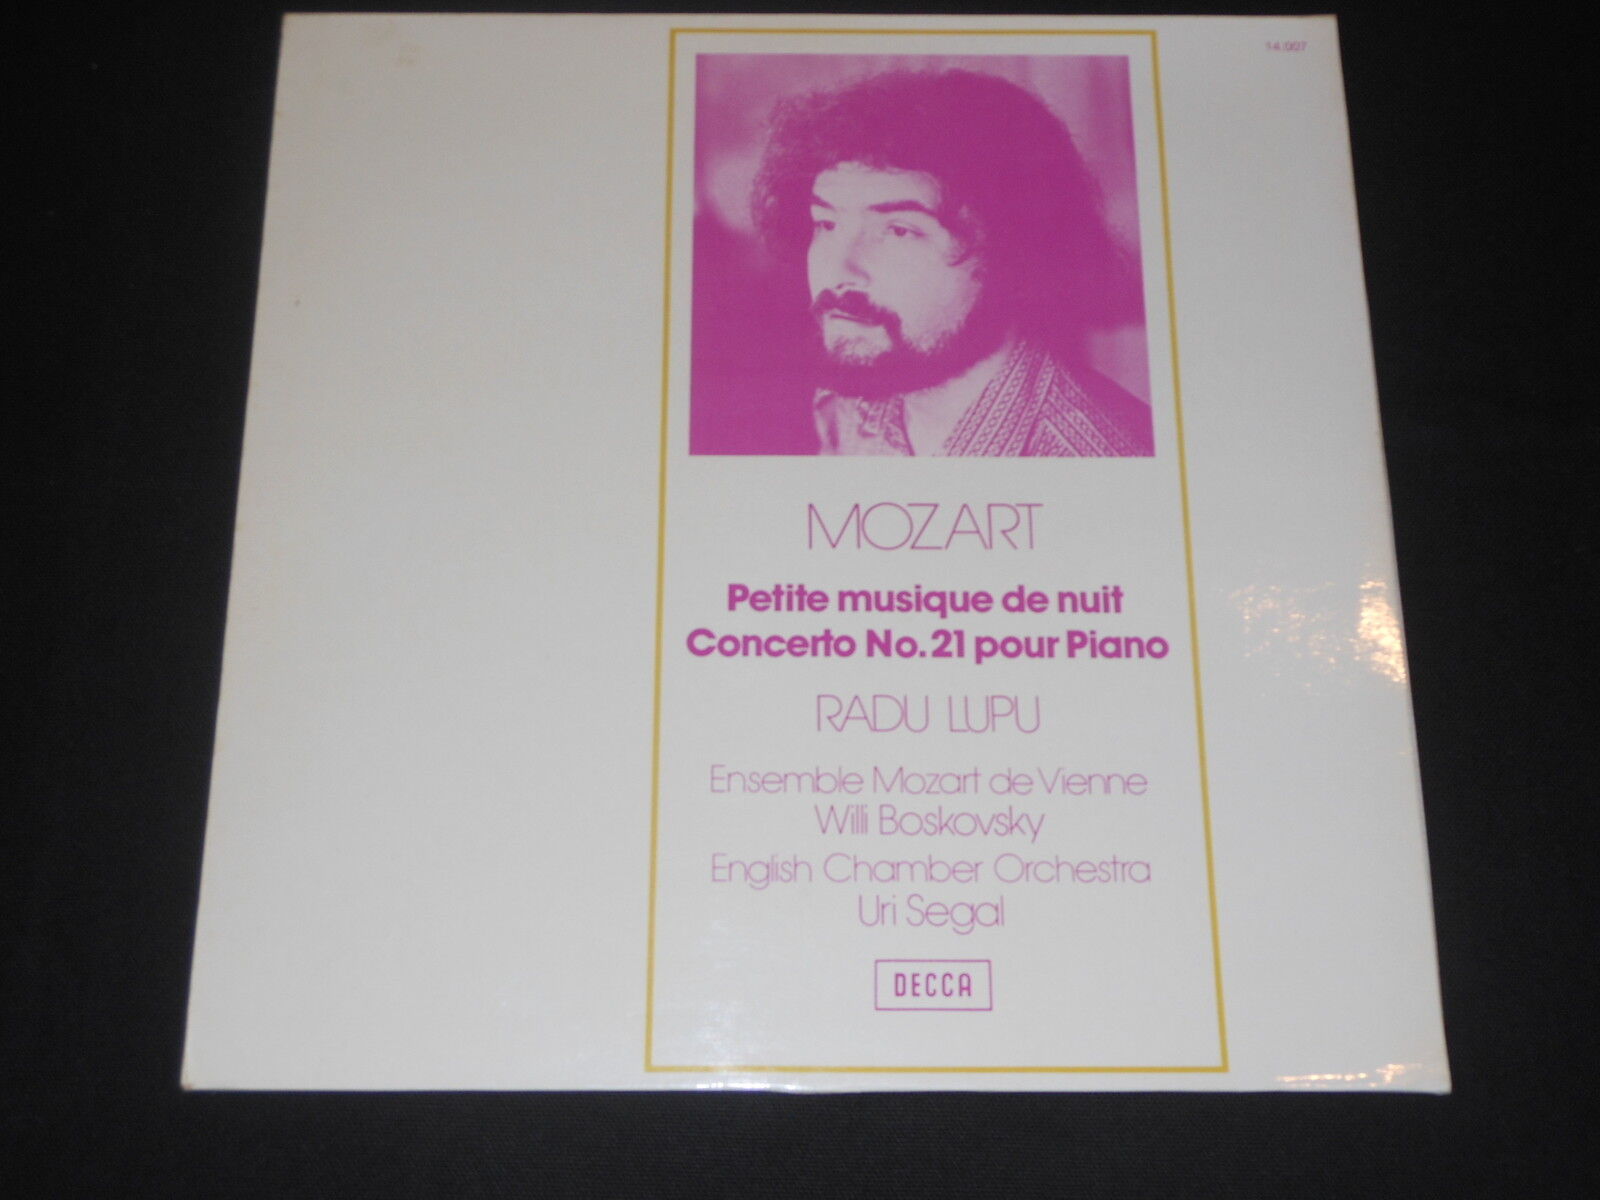 14.007
MOZART
Petite musique de nuit
Concerto No.21 pour Piano
RADU LUPU
Ensemble Mozart de Vienne
Willi Boskovsky
English Chamber Orchestra
Uri Segal
DECCA